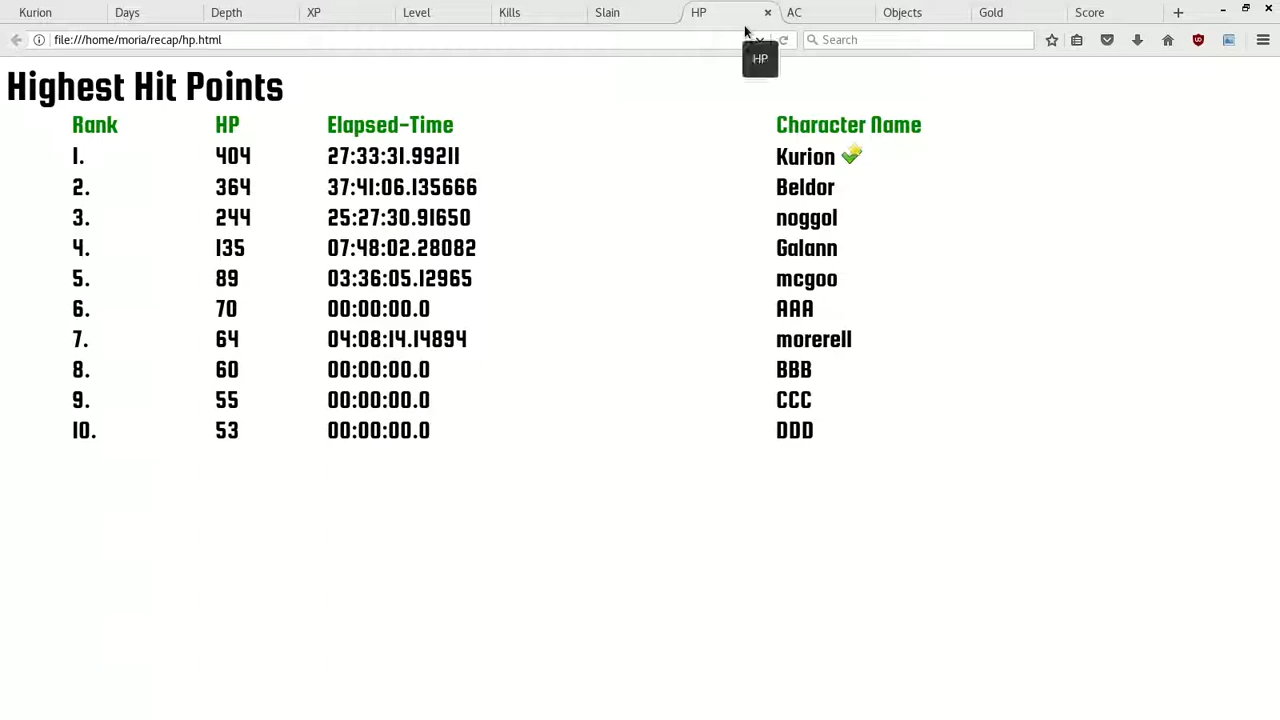 Kurion Days Depth XP Level Kills Slain HP × AC Objects Gold Score
file:///home/moria/recap/hp.html Search
HP
Highest Hit Points
Rank HP Elapsed-Time Character Name
1. 404 27:33:31.99211 Kurion
2. 364 37:41:06.135666 Beldor
3. 244 25:27:30.91650 noggol
4. 135 07:48:02.28082 Galann
5. 89 03:36:05.12965 mcgoo
6. 70 00:00:00.0 AAA
7. 64 04:08:14.14894 morerell
8. 60 00:00:00.0 BBB
9. 55 00:00:00.0 CCC
10. 53 00:00:00.0 DDD